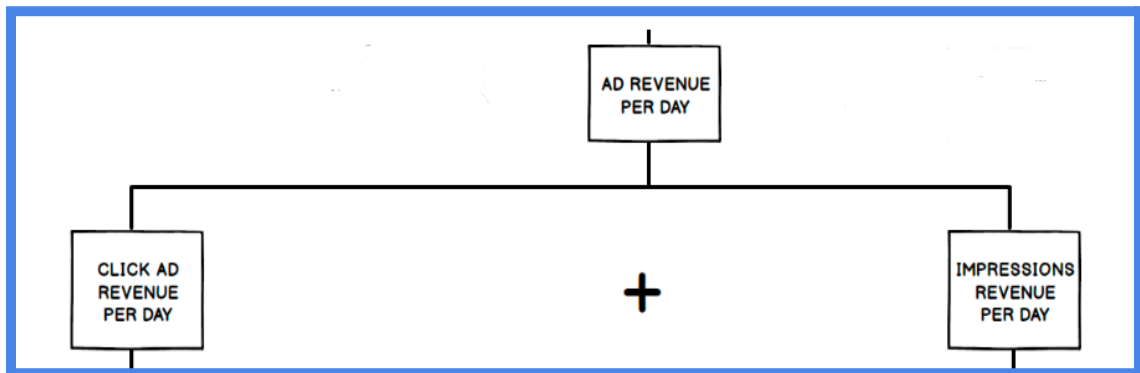 AD REVENUE
PER DAY
CLICK AD
REVENUE
PER DAY
+
IMPRESSIONS
REVENUE
PER DAY